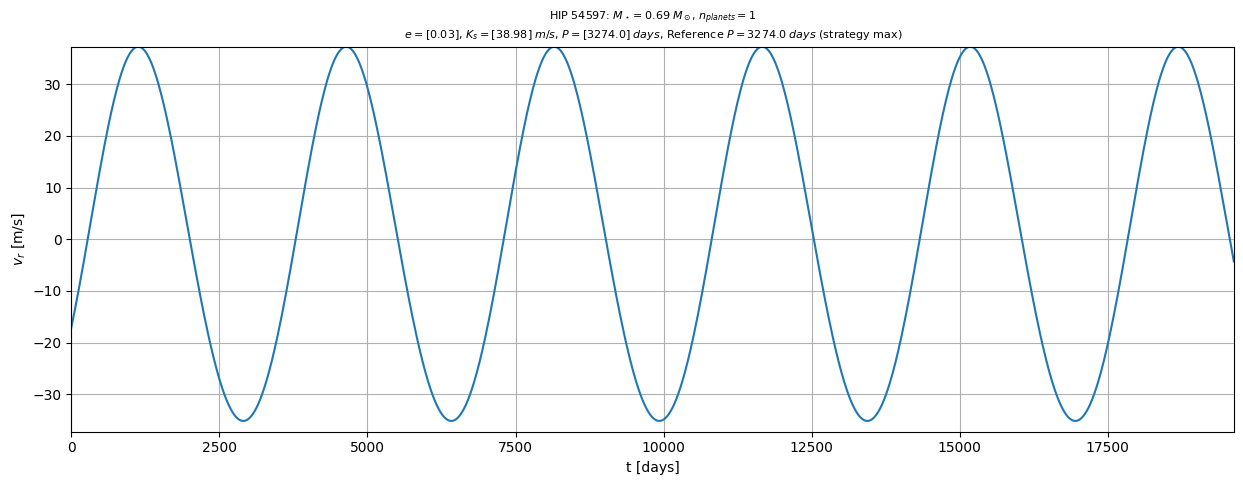 HIP 54597: M⋆ = 0.69 M⊙, nplanets = 1
e = [0.03], Ks = [38.98] m/s, P = [3274.0] days, Reference P = 3274.0 days (strategy max)
30
20
10
0
−10
−20
−30
vr [m/s]
0 2500 5000 7500 10000 12500 15000 17500
t [days]